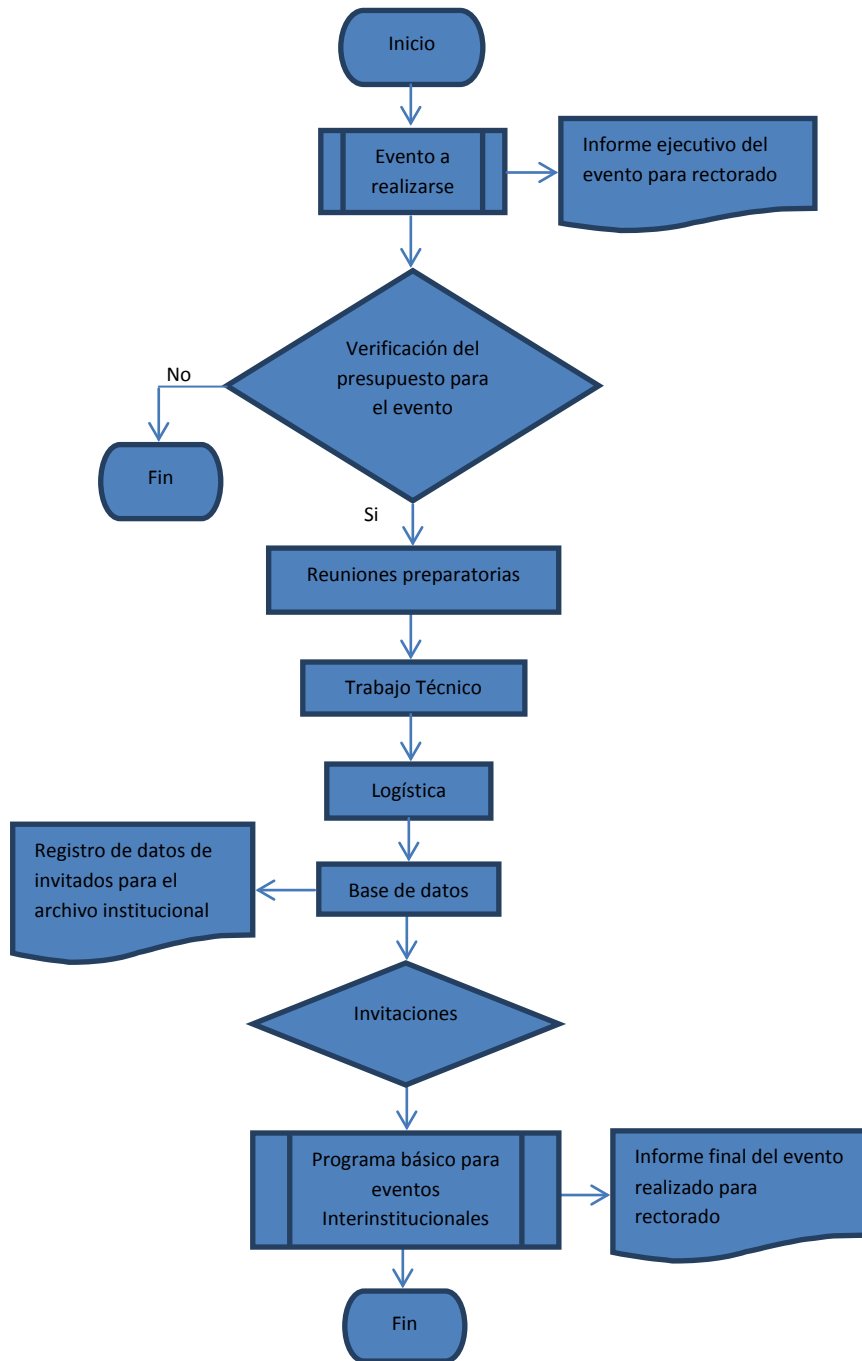 Inicio
Evento a
realizarse
Informe ejecutivo del
evento para rectorado
Verificación del
presupuesto para
el evento
No
Fin
Si
Reuniones preparatorias
Trabajo Técnico
Logística
Registro de datos de
invitados para el
archivo institucional
Base de datos
Invitaciones
Programa básico para
eventos
Interinstitucionales
Informe final del evento
realizado para
rectorado
Fin